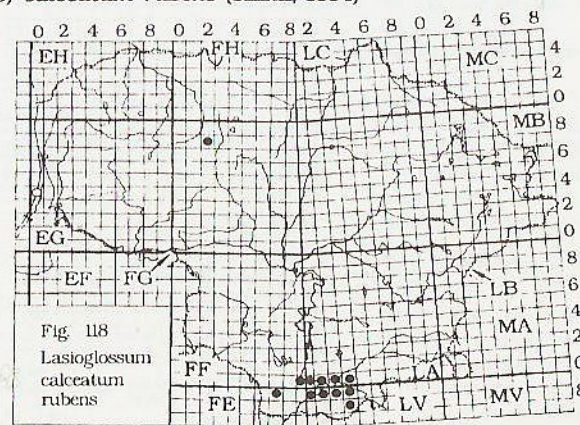 0 2 4 6 8 0 2 4 6 8 2 4 6 8 0 2 4 6 8
EH
FH
LC
MC
4
2
0
MB
8
6
4
2
0
EG
EF
FG
8
LB
6
MA
4
2
0
Fig. 118
Lasioglossum
calceatum
rubens
FF
LA
FE
LV
MV
8